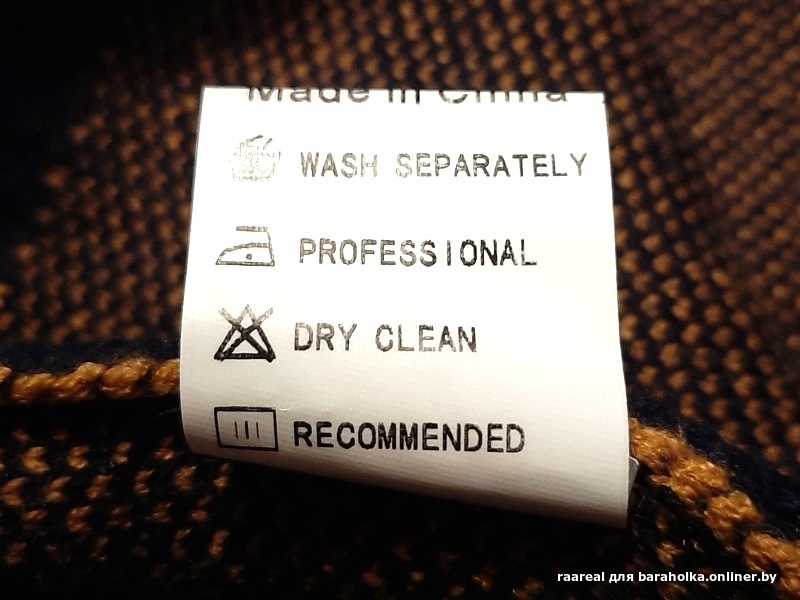 Made in China
WASH SEPARATELY
PROFESSIONAL
DRY CLEAN
RECOMMENDED
raareal для baraholka.onliner.by